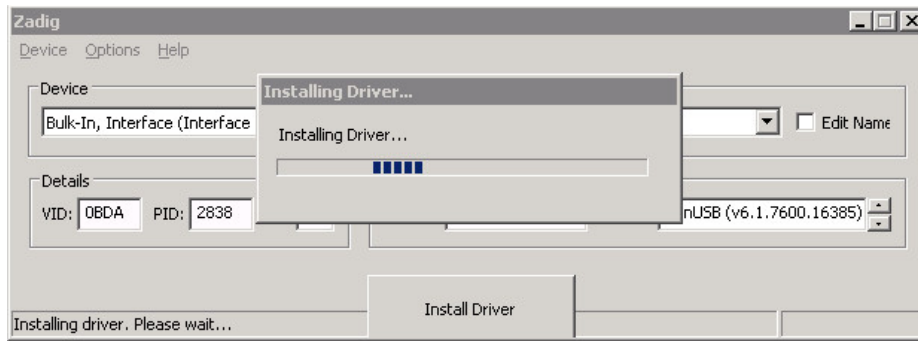 Zadig
Device Options Help
Device
Installing Driver...
Bulk-In, Interface (Interface
Edit Name
Installing Driver...
Details
VID: 0BDA PID: 2838
nUSB (v6.1.7600.16385)
Install Driver
Installing driver. Please wait...